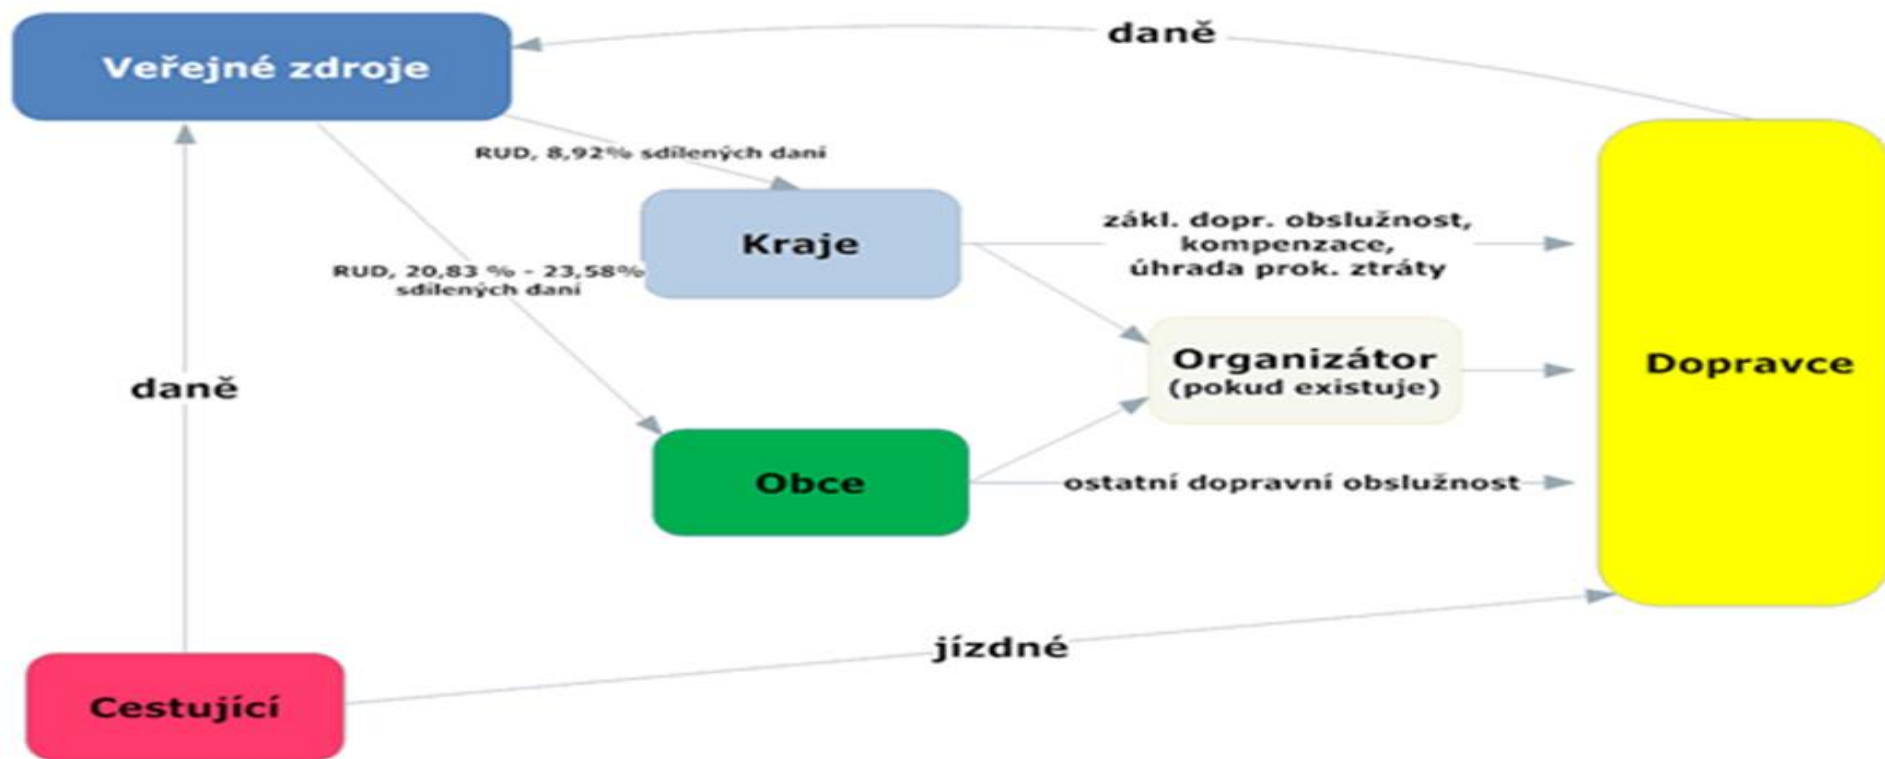 daně
Veřejné zdroje
RUD, 8,92% sdílených daní
zákl. dopr. obslužnost,
kompenzace,
úhrada prok. ztráty
Kraje
RUD, 20,83 % - 23,58%
sdílených daní
Organizátor
(pokud existuje)
Dopravce
daně
Obce
ostatní dopravní obslužnost
jízdné
Cestující